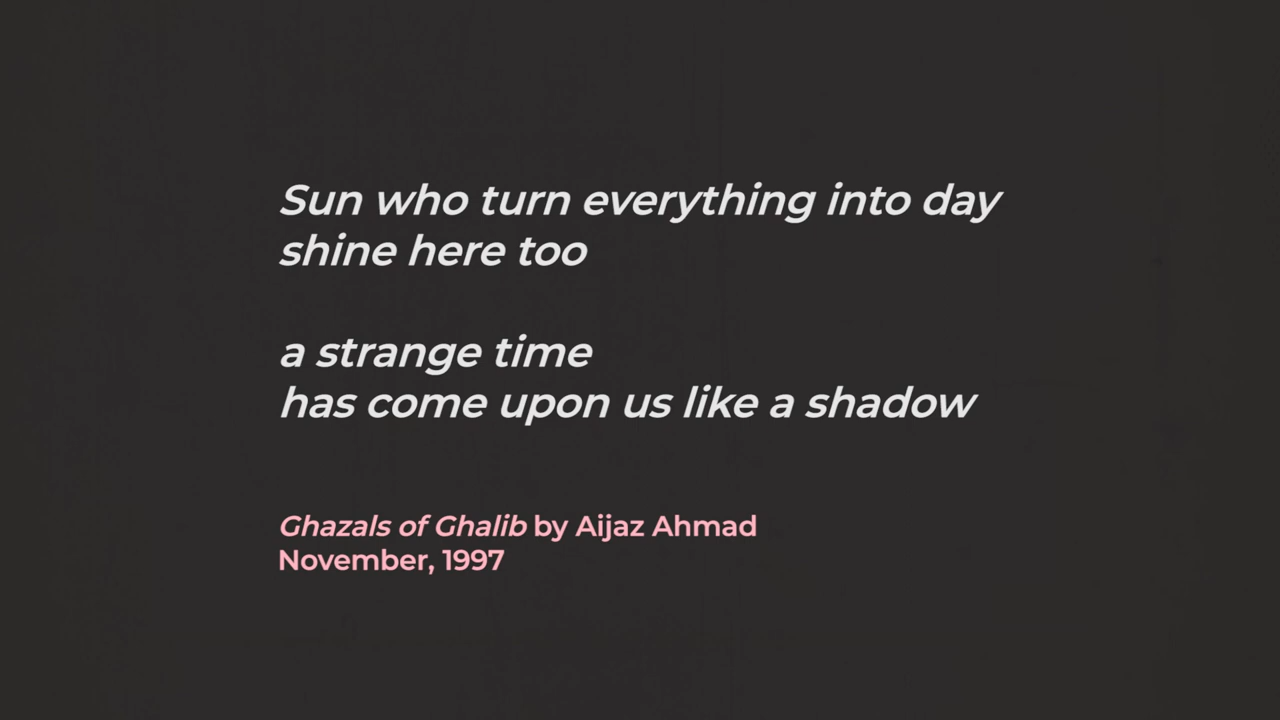 Sun who turn everything into day
shine here too
a strange time
has come upon us like a shadow
Ghazals of Ghalib by Aijaz Ahmad
November, 1997